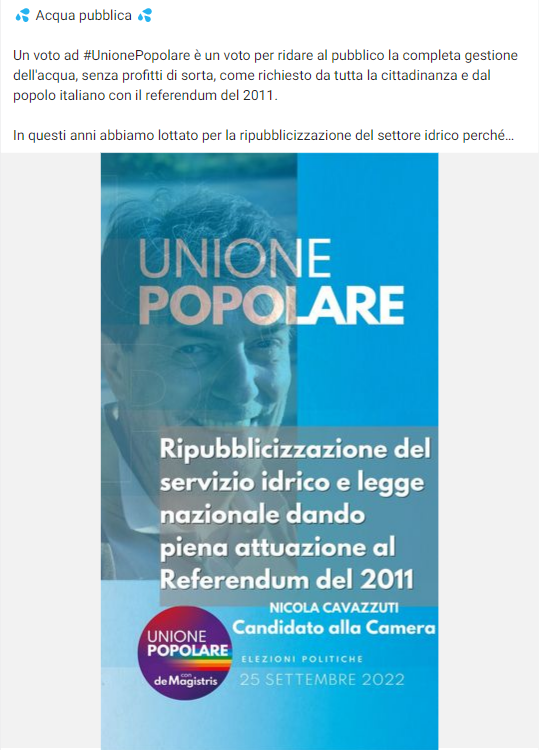 💦 Acqua pubblica 💦
Un voto ad #UnionePopolare è un voto per ridare al pubblico la completa gestione
dell'acqua, senza profitti di sorta, come richiesto da tutta la cittadinanza e dal
popolo italiano con il referendum del 2011.
In questi anni abbiamo lottato per la ripubblicizzazione del settore idrico perché…
UNIONE
POPOLARE
Ripubblicizzazione del
servizio idrico e legge
nazionale dando
piena attuazione al
Referendum del 2011
NICOLA CAVAZZUTI
Candidato alla Camera
UNIONE
POPOLARE
con
de Magistris
ELEZIONI POLITICHE
25 SETTEMBRE 2022